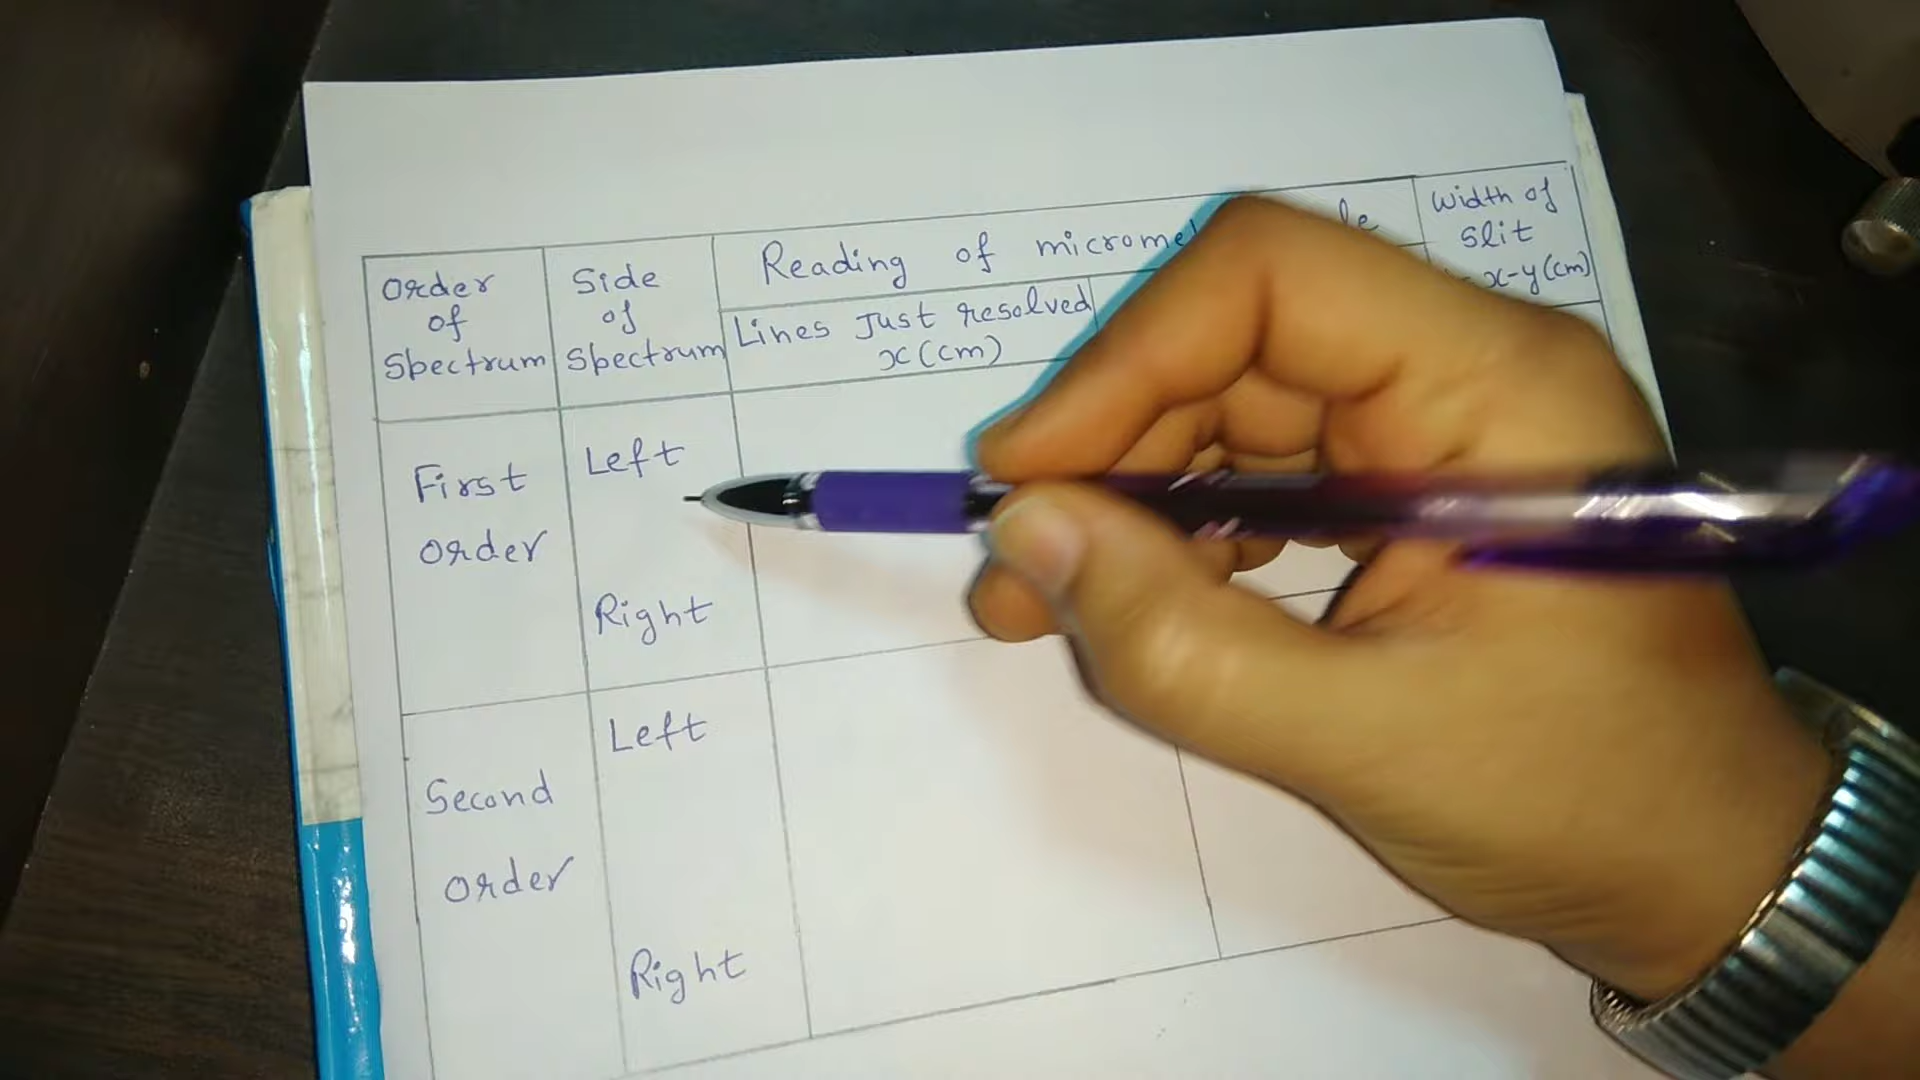 Order
of
Spectrum
Side
of
Spectrum
Reading of
Lines Just resolved
x (cm)
Width of
slit
x-y (cm)
First
order
Left
Right
Second
order
Left
Right